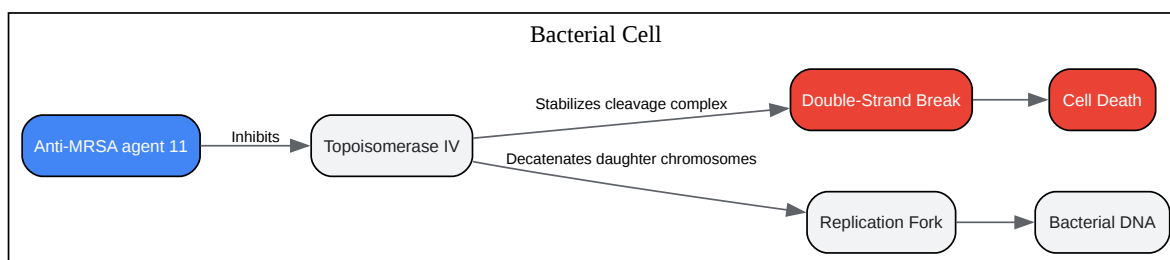 Bacterial Cell
Anti-MRSA agent 11
Inhibits
Topoisomerase IV
Stabilizes cleavage complex
Double-Strand Break
Cell Death
Decatenates daughter chromosomes
Replication Fork
Bacterial DNA